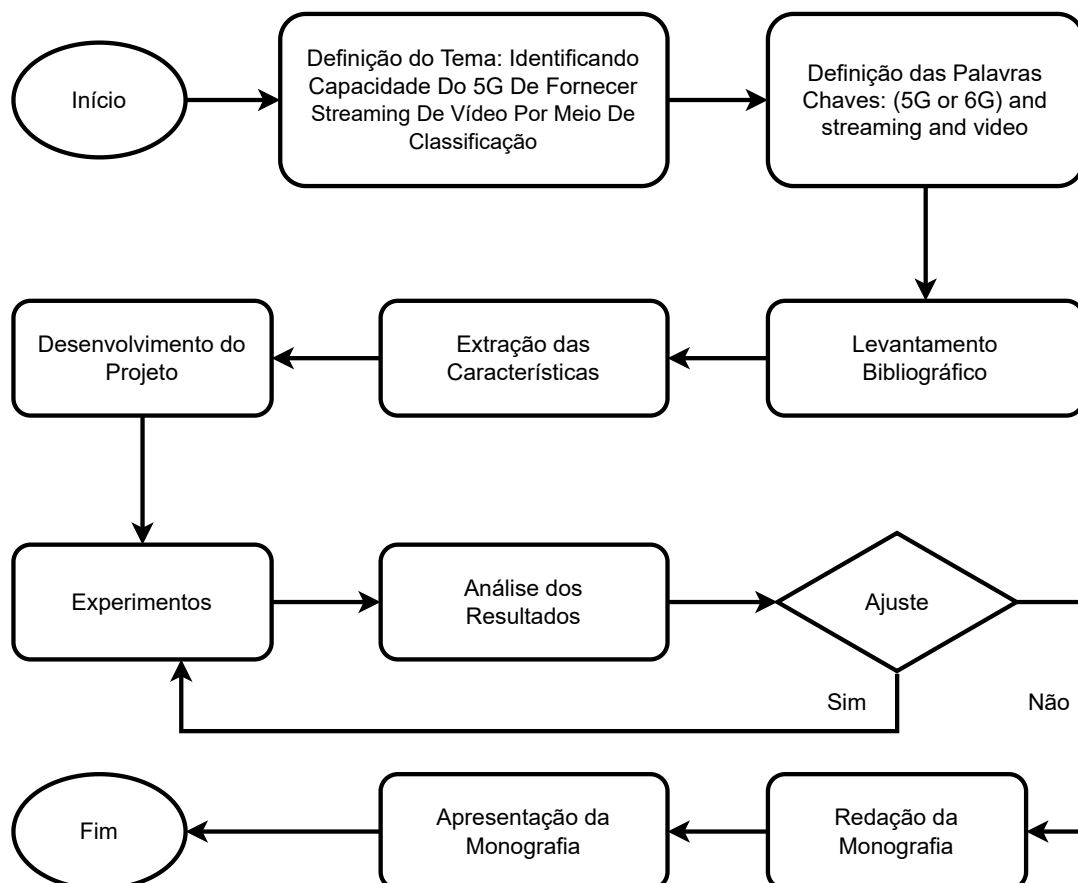 Início
Definição do Tema: Identificando
Capacidade Do 5G De Fornecer
Streaming De Vídeo Por Meio De
Classificação
Definição das Palavras
Chaves: (5G or 6G) and
streaming and video
Levantamento
Bibliográfico
Extração das
Características
Desenvolvimento do
Projeto
Experimentos
Análise dos
Resultados
Ajuste
Sim
Não
Redação da
Monografia
Apresentação da
Monografia
Fim